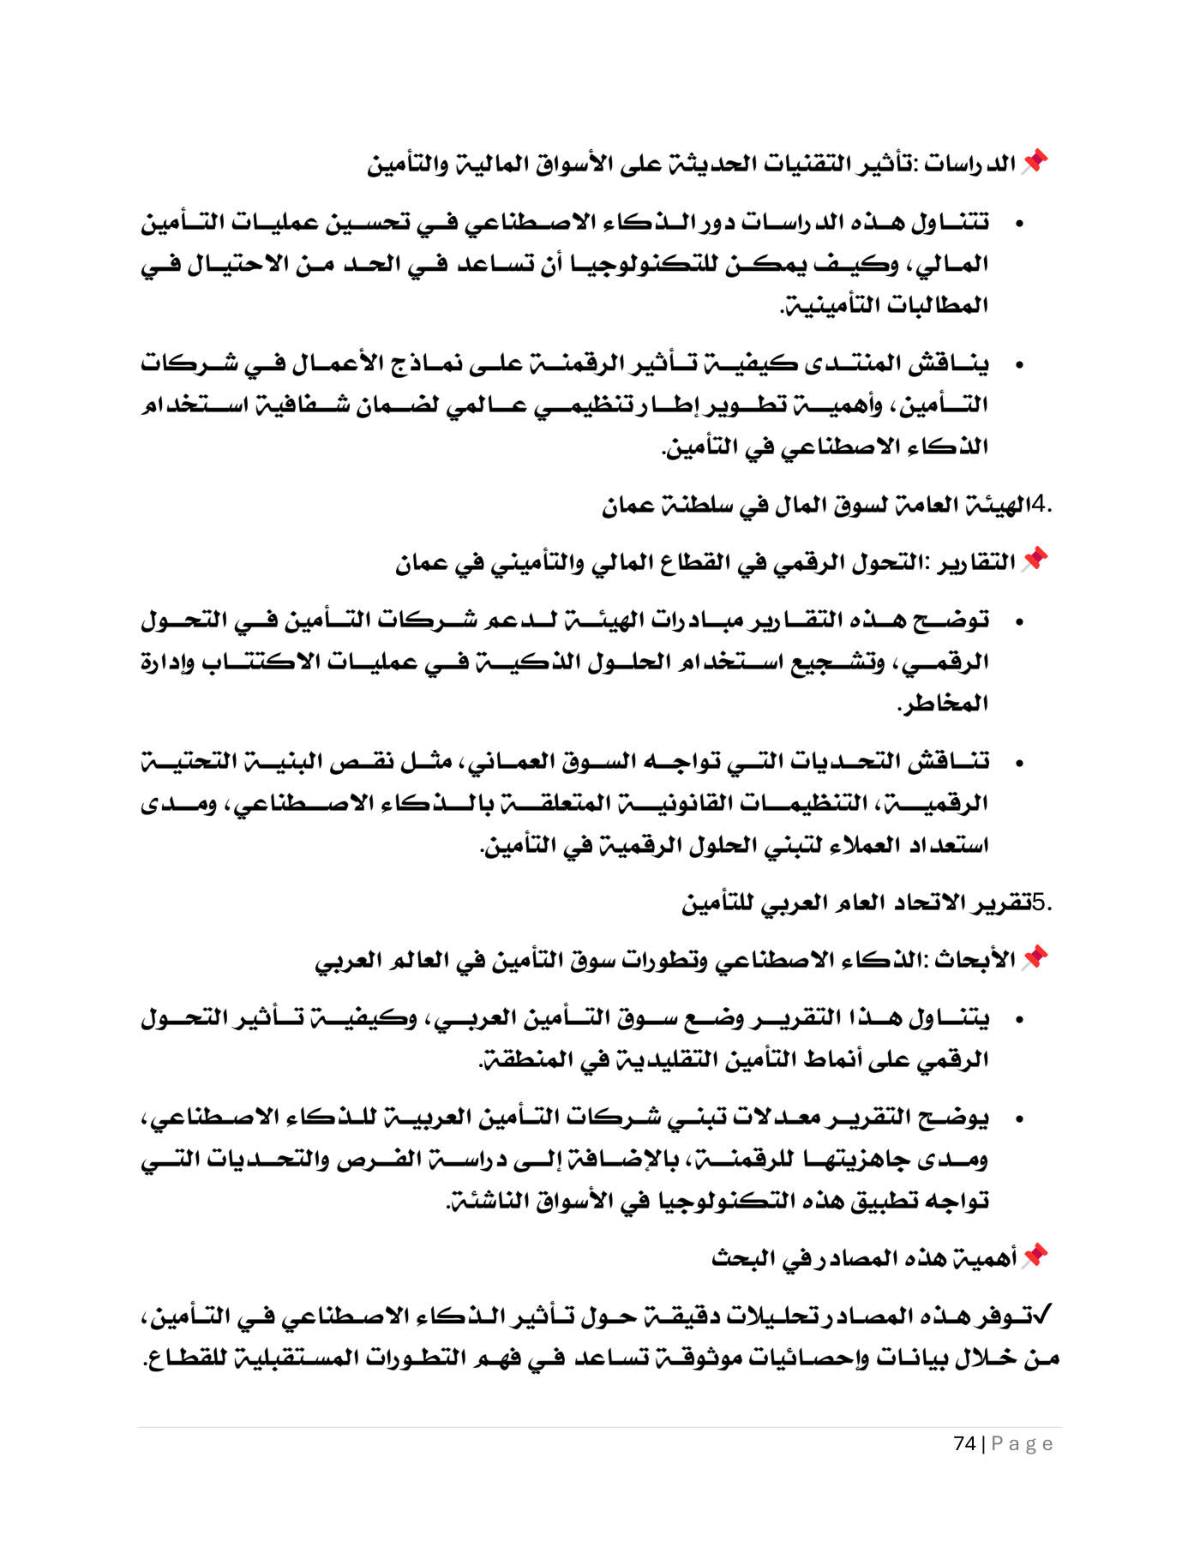 📌 الدراسات :تأثير التقنيات الحديثة على الأسواق المالية والتأمين
• تتناول هذه الدراسات دور الذكاء الاصطناعي في تحسين عمليات التأمين
المالي، وكيف يمكن للتكنولوجيا أن تساعد في الحد من الاحتيال في
المطالبات التأمينية.
• يناقش المنتدى كيفية تأثير الرقمنة على نماذج الأعمال في شركات
التأمين، وأهمية تطوير إطار تنظيمي عالمي لضمان شفافية استخدام
الذكاء الاصطناعي في التأمين.
.4الهيئة العامة لسوق المال في سلطنة عمان
📌 التقارير :التحول الرقمي في القطاع المالي والتأميني في عمان
• توضح هذه التقارير مبادرات الهيئة لدعم شركات التأمين في التحول
الرقمي، وتشجيع استخدام الحلول الذكية في عمليات الاكتتاب وإدارة
المخاطر.
• تناقش التحديات التي تواجه السوق العماني، مثل نقص البنية التحتية
الرقمية، التنظيمات القانونية المتعلقة بالذكاء الاصطناعي، ومدى
استعداد العملاء لتبني الحلول الرقمية في التأمين.
.5تقرير الاتحاد العام العربي للتأمين
📌 الأبحاث :الذكاء الاصطناعي وتطورات سوق التأمين في العالم العربي
• يتناول هذا التقرير وضع سوق التأمين العربي، وكيفية تأثير التحول
الرقمي على أنماط التأمين التقليدية في المنطقة.
• يوضح التقرير معدلات تبني شركات التأمين العربية للذكاء الاصطناعي،
ومدى جاهزيتها للرقمنة، بالإضافة إلى دراسة الفرص والتحديات التي
تواجه تطبيق هذه التكنولوجيا في الأسواق الناشئة.
📌 أهمية هذه المصادر في البحث
✓توفر هذه المصادر تحليلات دقيقة حول تأثير الذكاء الاصطناعي في التأمين،
من خلال بيانات وإحصائيات موثوقة تساعد في فهم التطورات المستقبلية للقطاع.
74 | Page